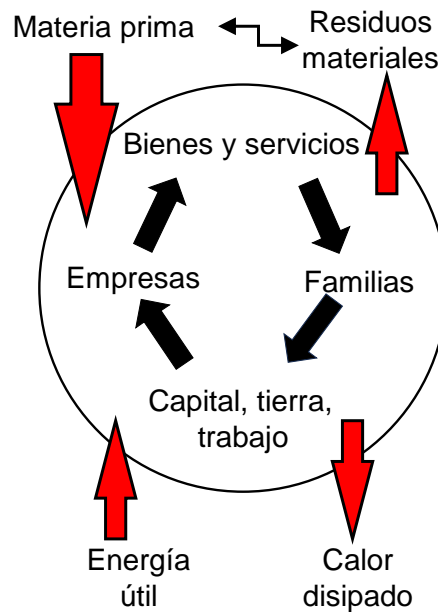 Materia prima
Residuos
materiales
Bienes y servicios
Empresas
Familias
Capital, tierra,
trabajo
Energía
útil
Calor
disipado